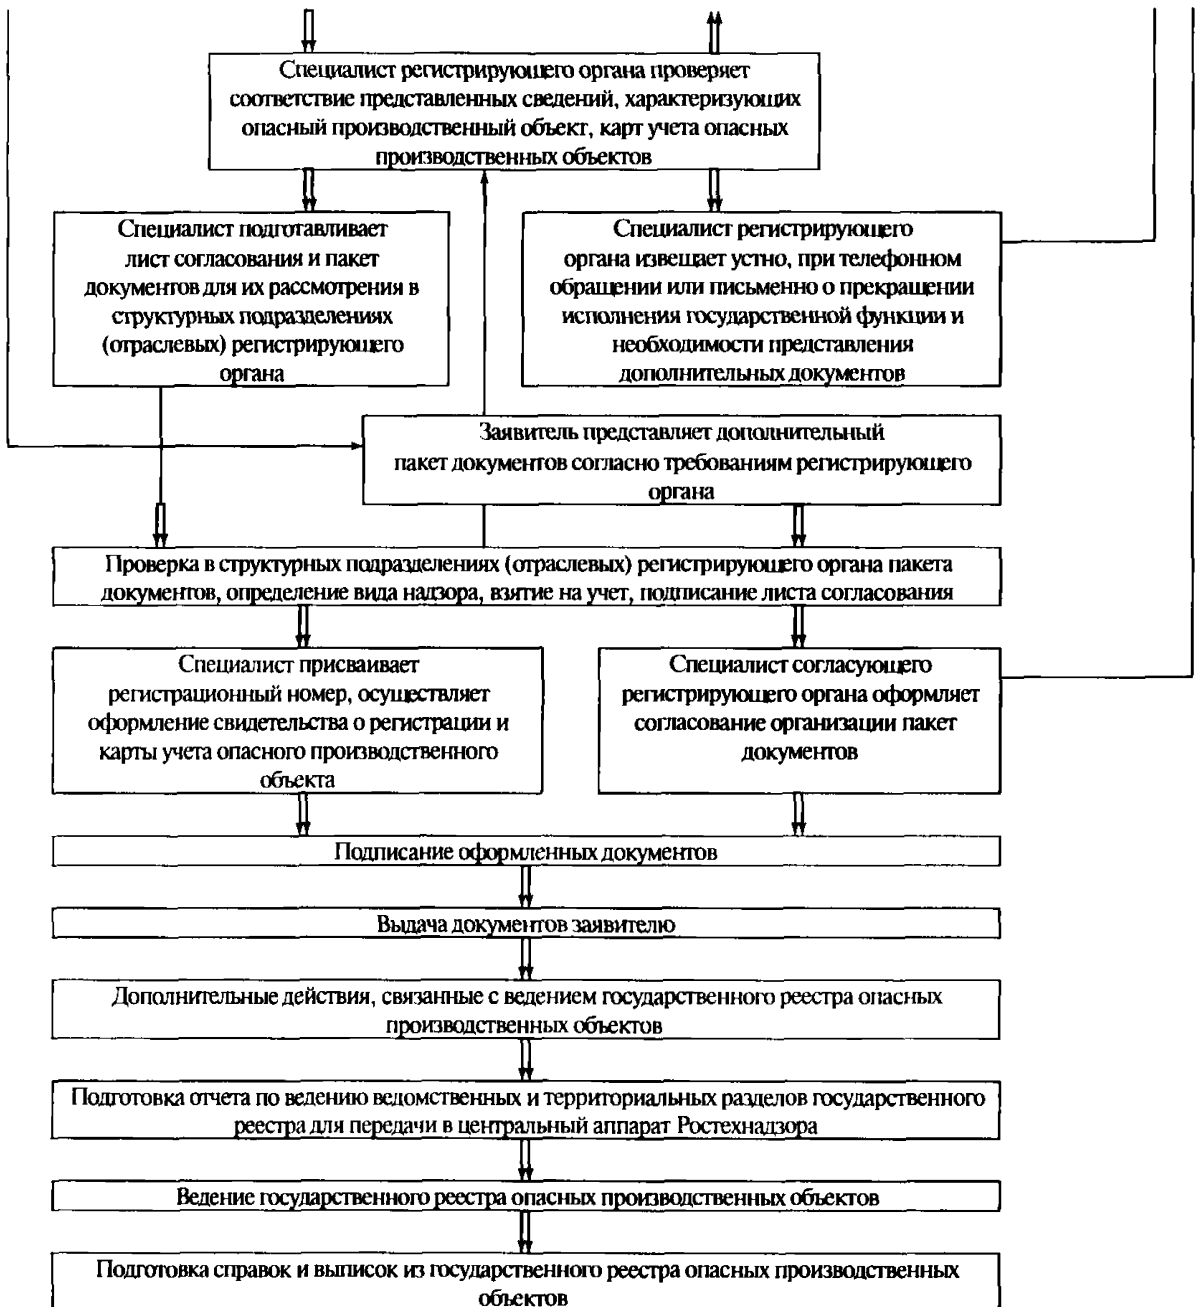 Специалист регистрирующего органа проверяет
соответствие представленных сведений, характеризующих
опасный производственный объект, карт учета опасных
производственных объектов
Специалист подготавливает
лист согласования и пакет
документов для их рассмотрения в
структурных подразделениях
(отраслевых) регистрирующего
органа
Специалист регистрирующего
органа извещает устно, при телефонном
обращении или письменно о прекращении
исполнения государственной функции и
необходимости представления
дополнительных документов
Заявитель представляет дополнительный
пакет документов согласно требованиям регистрирующего
органа
Проверка в структурных подразделениях (отраслевых) регистрирующего органа пакета
документов, определение вида надзора, взятие на учет, подписание листа согласования
Специалист присваивает
регистрационный номер, осуществляет
оформление свидетельства о регистрации и
карты учета опасного производственного
объекта
Специалист согласующего
регистрирующего органа оформляет
согласование организации пакет
документов
Подписание оформленных документов
Выдача документов заявителю
Дополнительные действия, связанные с ведением государственного реестра опасных
производственных объектов
Подготовка отчета по ведению ведомственных и территориальных разделов государственного
реестра для передачи в центральный аппарат Ростехнадзора
Ведение государственного реестра опасных производственных объектов
Подготовка справок и выписок из государственного реестра опасных производственных
объектов